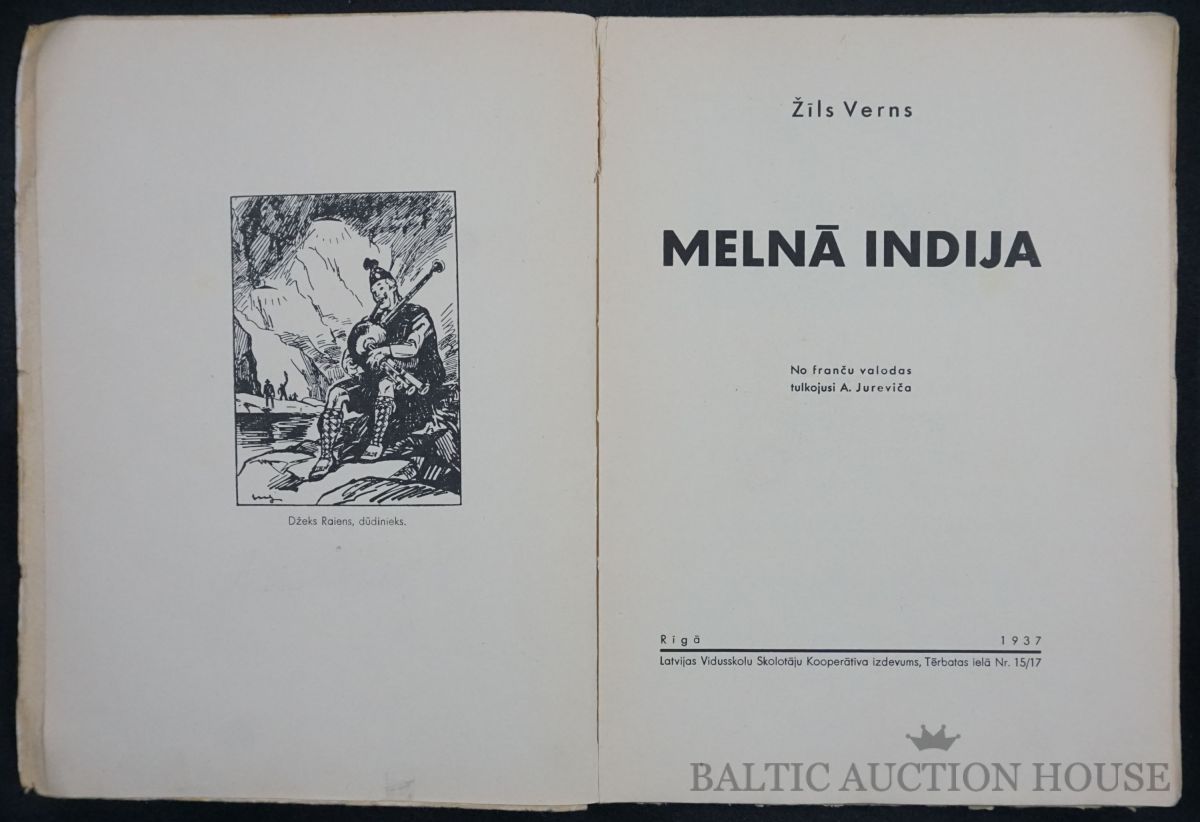 Džeks Raiens, dūdinieks.
Žīls Verns
MELNĀ INDIJA
No franču valodas
tulkojusi A. Jureviča
Rīgā 1937
Latvijas Vidusskolu Skolotāju Kooperātīva izdevums, Tērbatas ielā Nr. 15/17
BALTIC AUCTION HOUSE